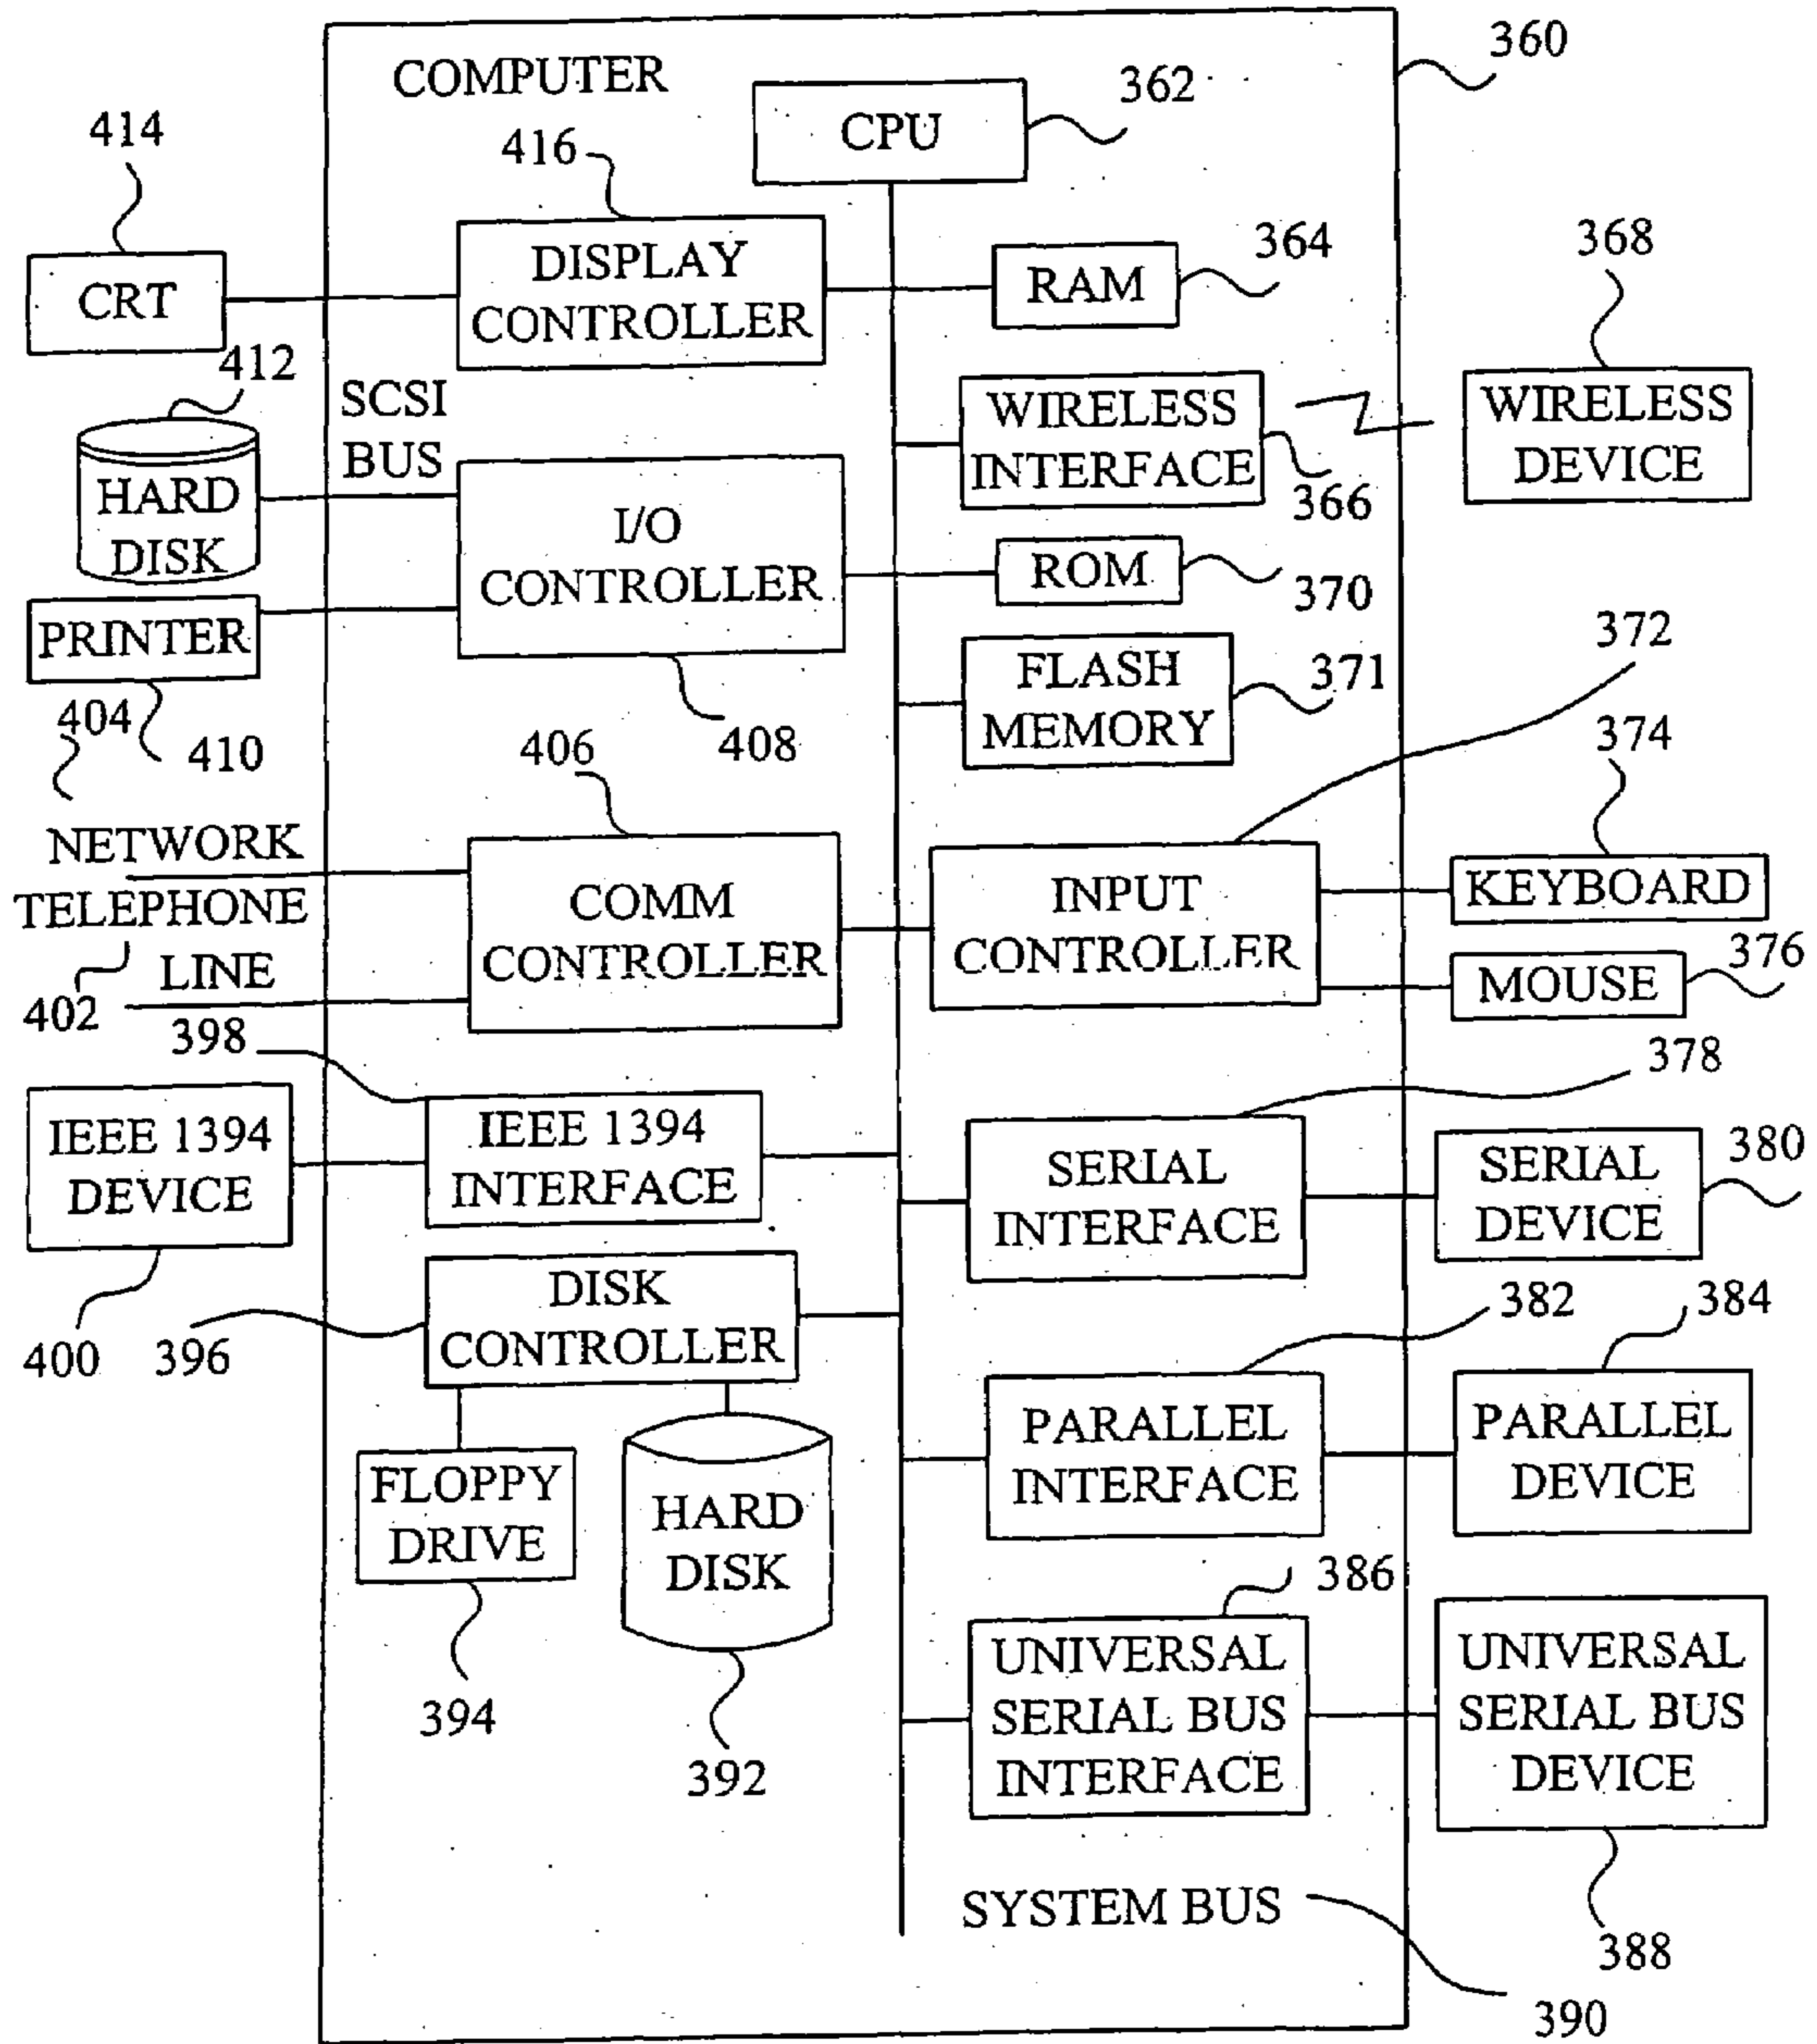 360
COMPUTER
362
CPU
414
416
CRT
DISPLAY
CONTROLLER
RAM
364
368
412
SCSI
BUS
HARD
DISK
WIRELESS
INTERFACE
366
WIRELESS
DEVICE
I/O
CONTROLLER
ROM
370
PRINTER
410
408
FLASH
MEMORY
371
372
404
406
374
NETWORK
TELEPHONE
LINE
402
COMM
CONTROLLER
INPUT
CONTROLLER
KEYBOARD
MOUSE
376
398
378
IEEE 1394
DEVICE
400
IEEE 1394
INTERFACE
SERIAL
INTERFACE
SERIAL
DEVICE
380
396
DISK
CONTROLLER
382
384
FLOPPY
DRIVE
394
HARD
DISK
392
PARALLEL
INTERFACE
PARALLEL
DEVICE
386
UNIVERSAL
SERIAL BUS
INTERFACE
UNIVERSAL
SERIAL BUS
DEVICE
388
SYSTEM BUS
390